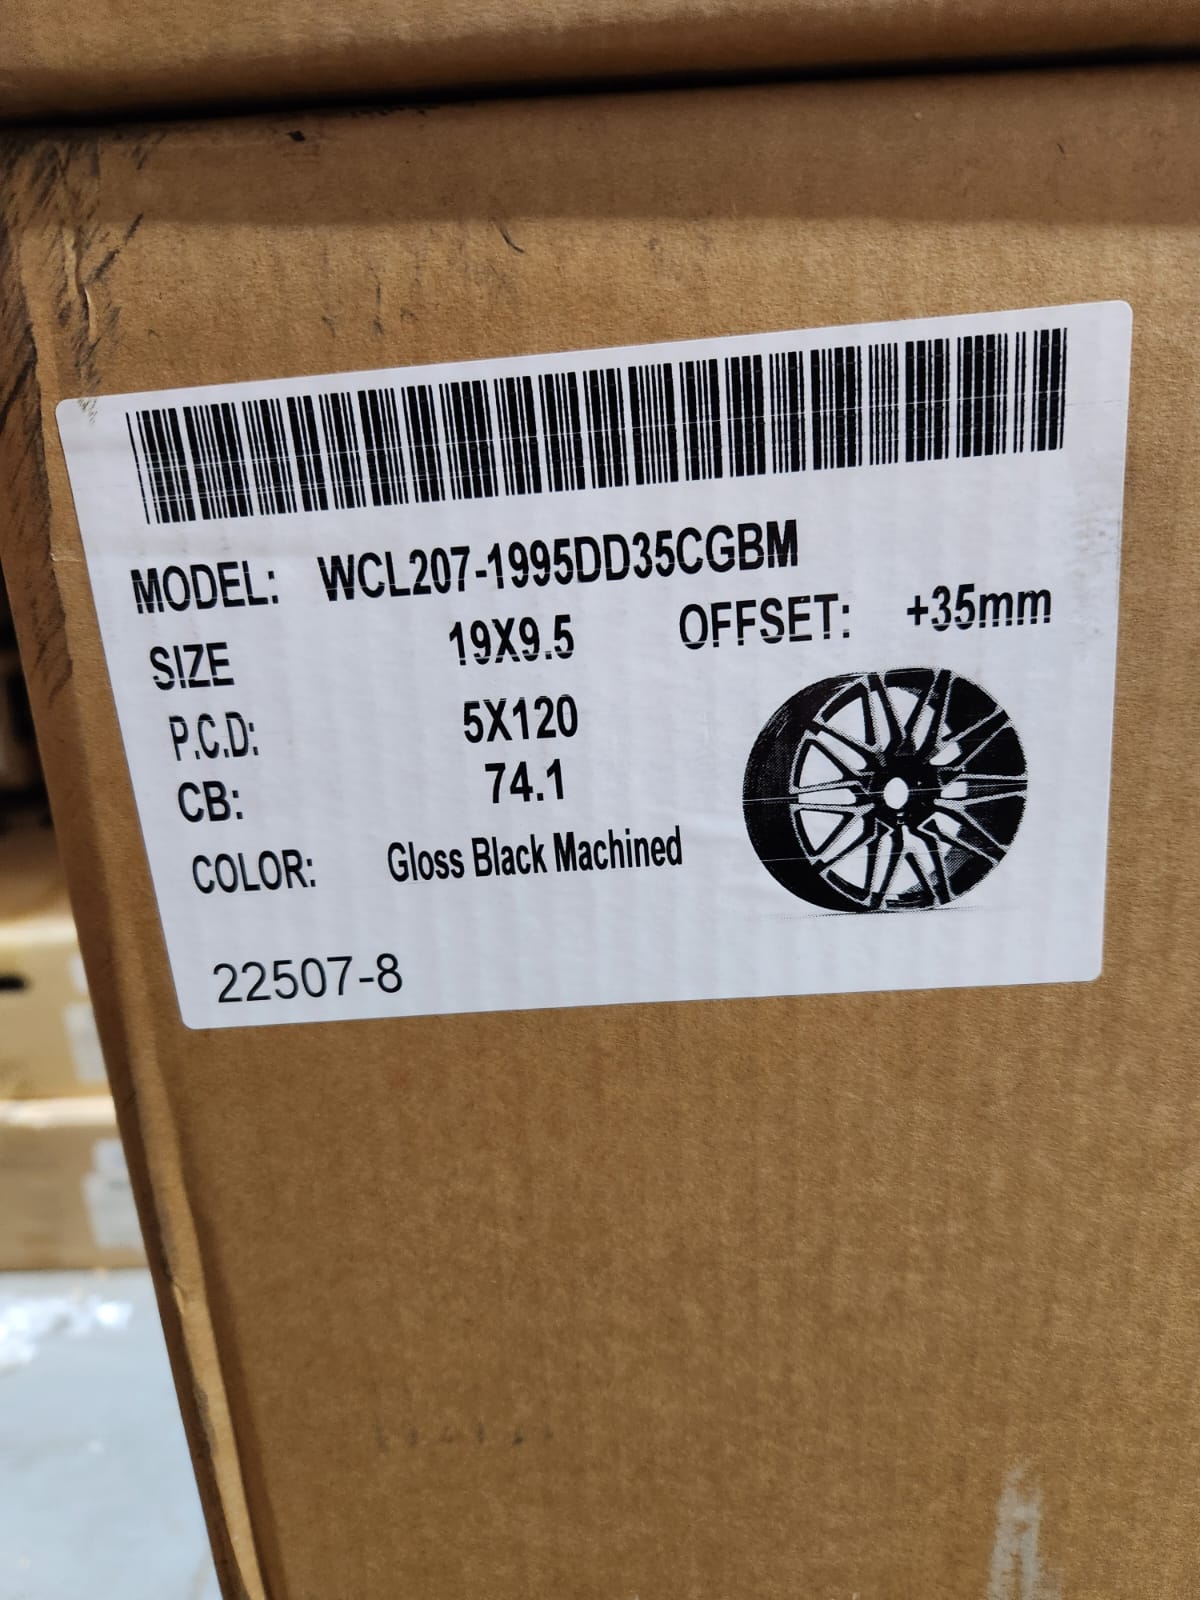 MODEL: WCL207-1995DD35CGBM
SIZE 19X9.5 OFFSET: +35mm
P.C.D: 5X120
CB: 74.1
COLOR: Gloss Black Machined
22507-8